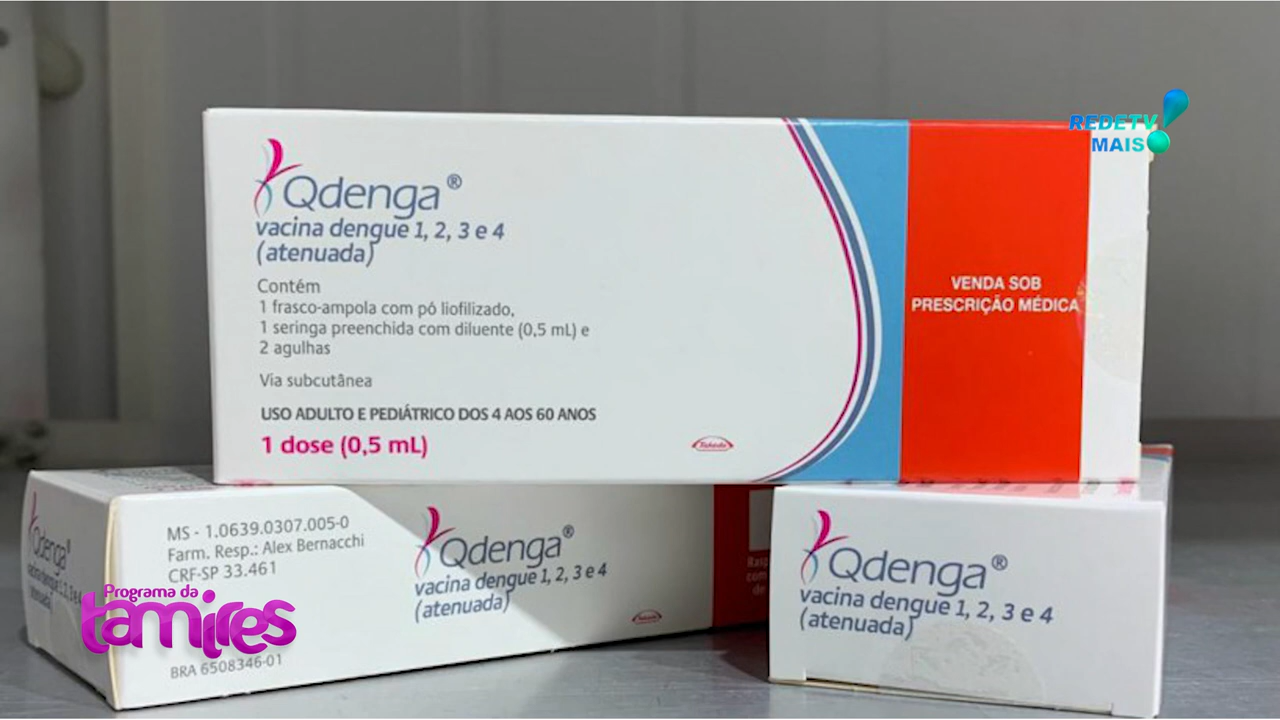 REDETV!
MAIS
Qdenga®
vacina dengue 1, 2, 3 e 4
(atenuada)
Contém
1 frasco-ampola com pó liofilizado,
1 seringa preenchida com diluente (0,5 mL) e
2 agulhas
Via subcutânea
USO ADULTO E PEDIÁTRICO DOS 4 AOS 60 ANOS
1 dose (0,5 mL)
Takeda
VENDA SOB
PRESCRIÇÃO MÉDICA
Qdenga
MS - 1.0639.0307.005-0
Farm. Resp.: Alex Bernacchi
CRF-SP 33.461
BRA 6508346-01
Qdenga®
vacina dengue 1, 2, 3 e 4
(atenuada)
Qdenga®
vacina dengue 1, 2, 3 e 4
(atenuada)
Programa da
tamires